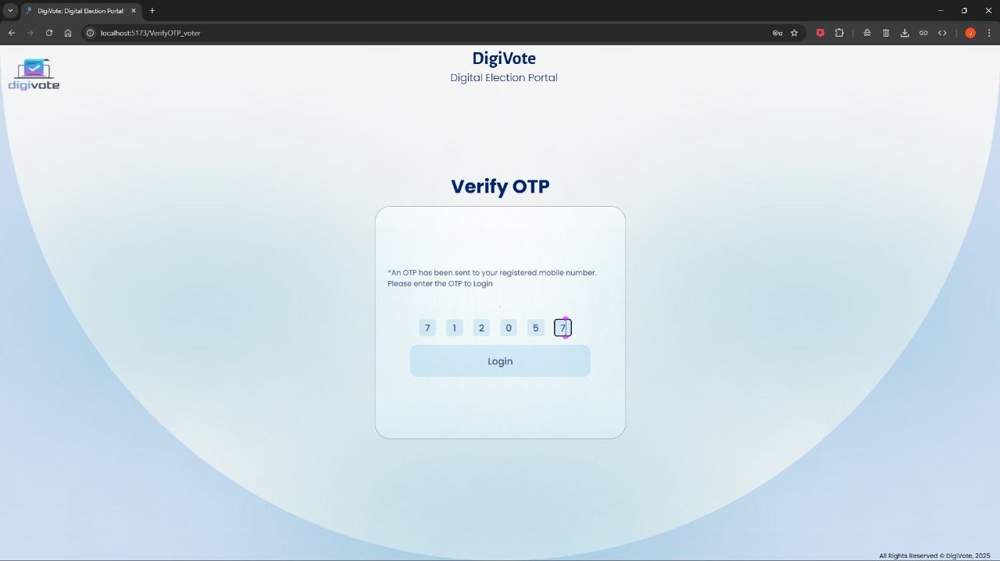 DigiVote: Digital Election Portal
localhost:5173/VerifyOTP_voter
J
digivote
DigiVote
Digital Election Portal
Verify OTP
*An OTP has been sent to your registered mobile number.
Please enter the OTP to Login
7 1 2 0 5 7
Login
All Rights Reserved © DigiVote, 2025